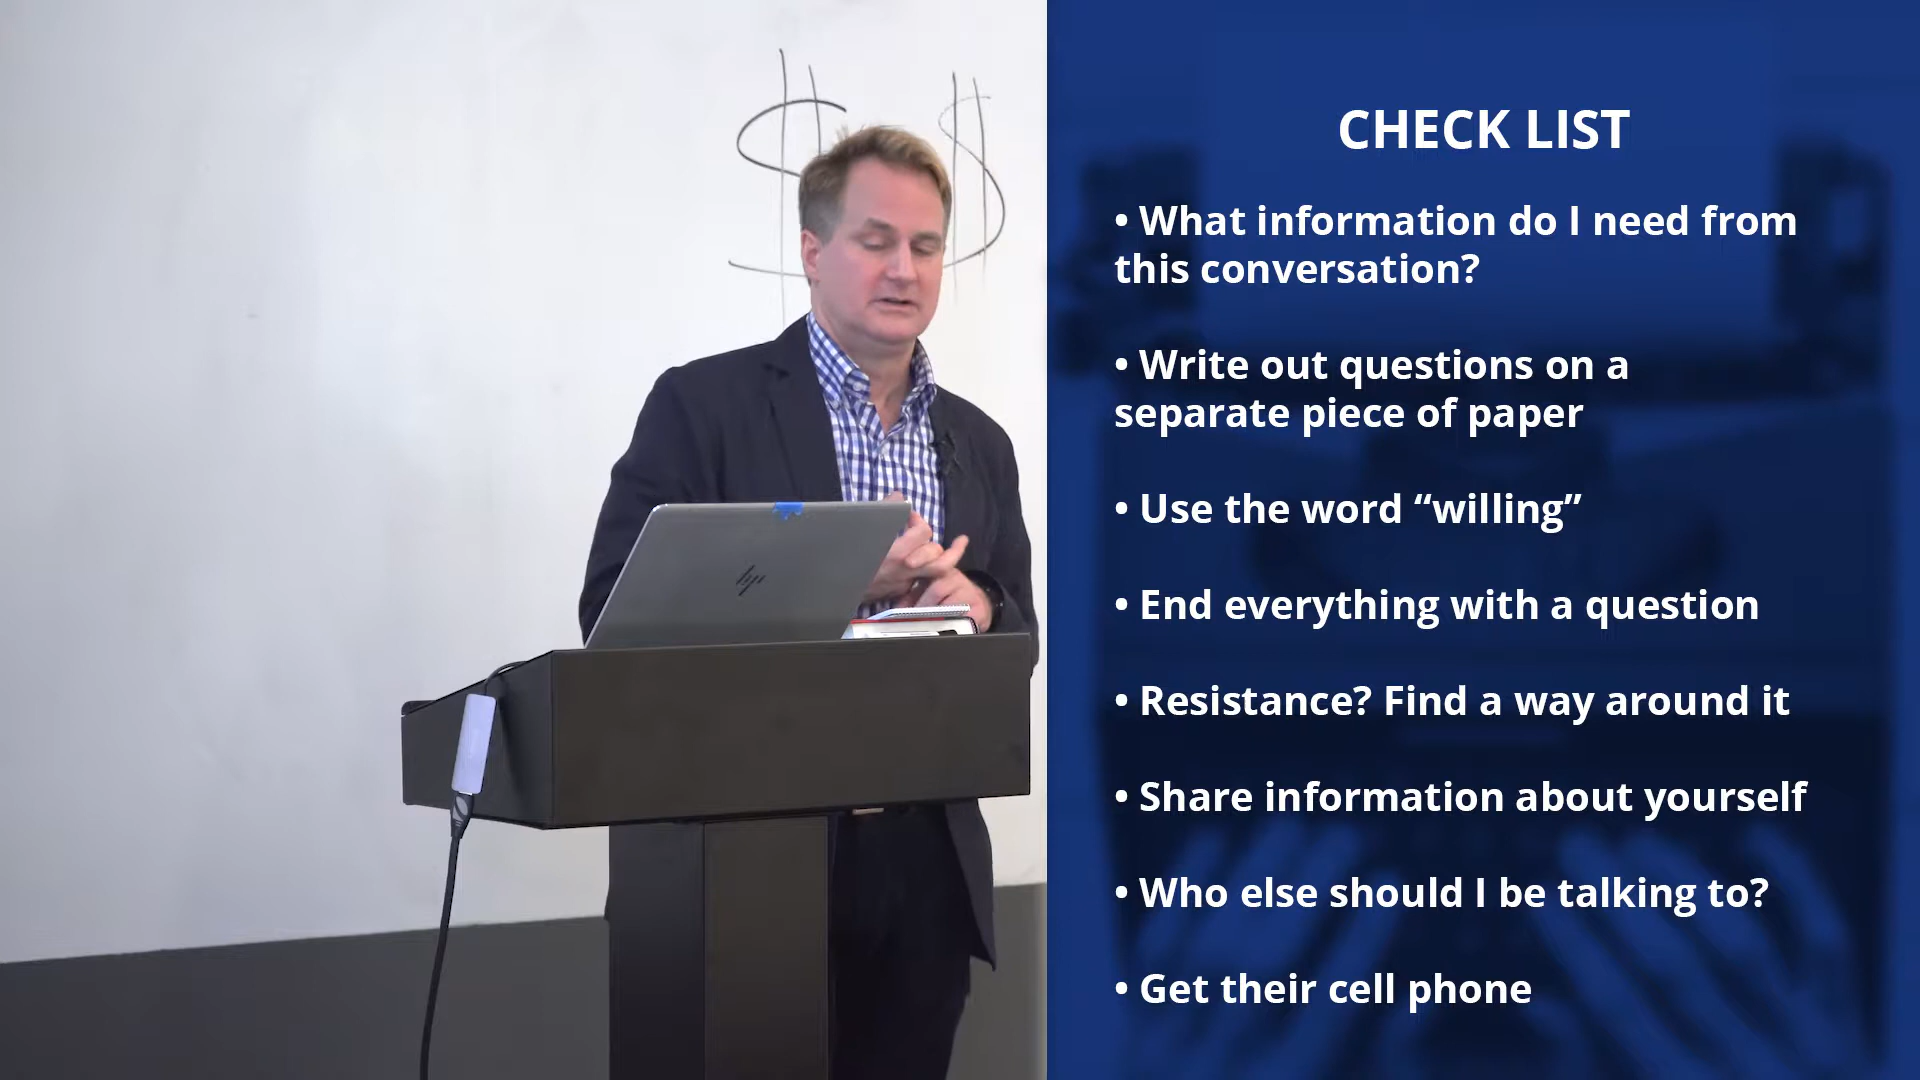 $ $
CHECK LIST
• What information do I need from
this conversation?
• Write out questions on a
separate piece of paper
• Use the word “willing”
• End everything with a question
• Resistance? Find a way around it
• Share information about yourself
• Who else should I be talking to?
• Get their cell phone
hp